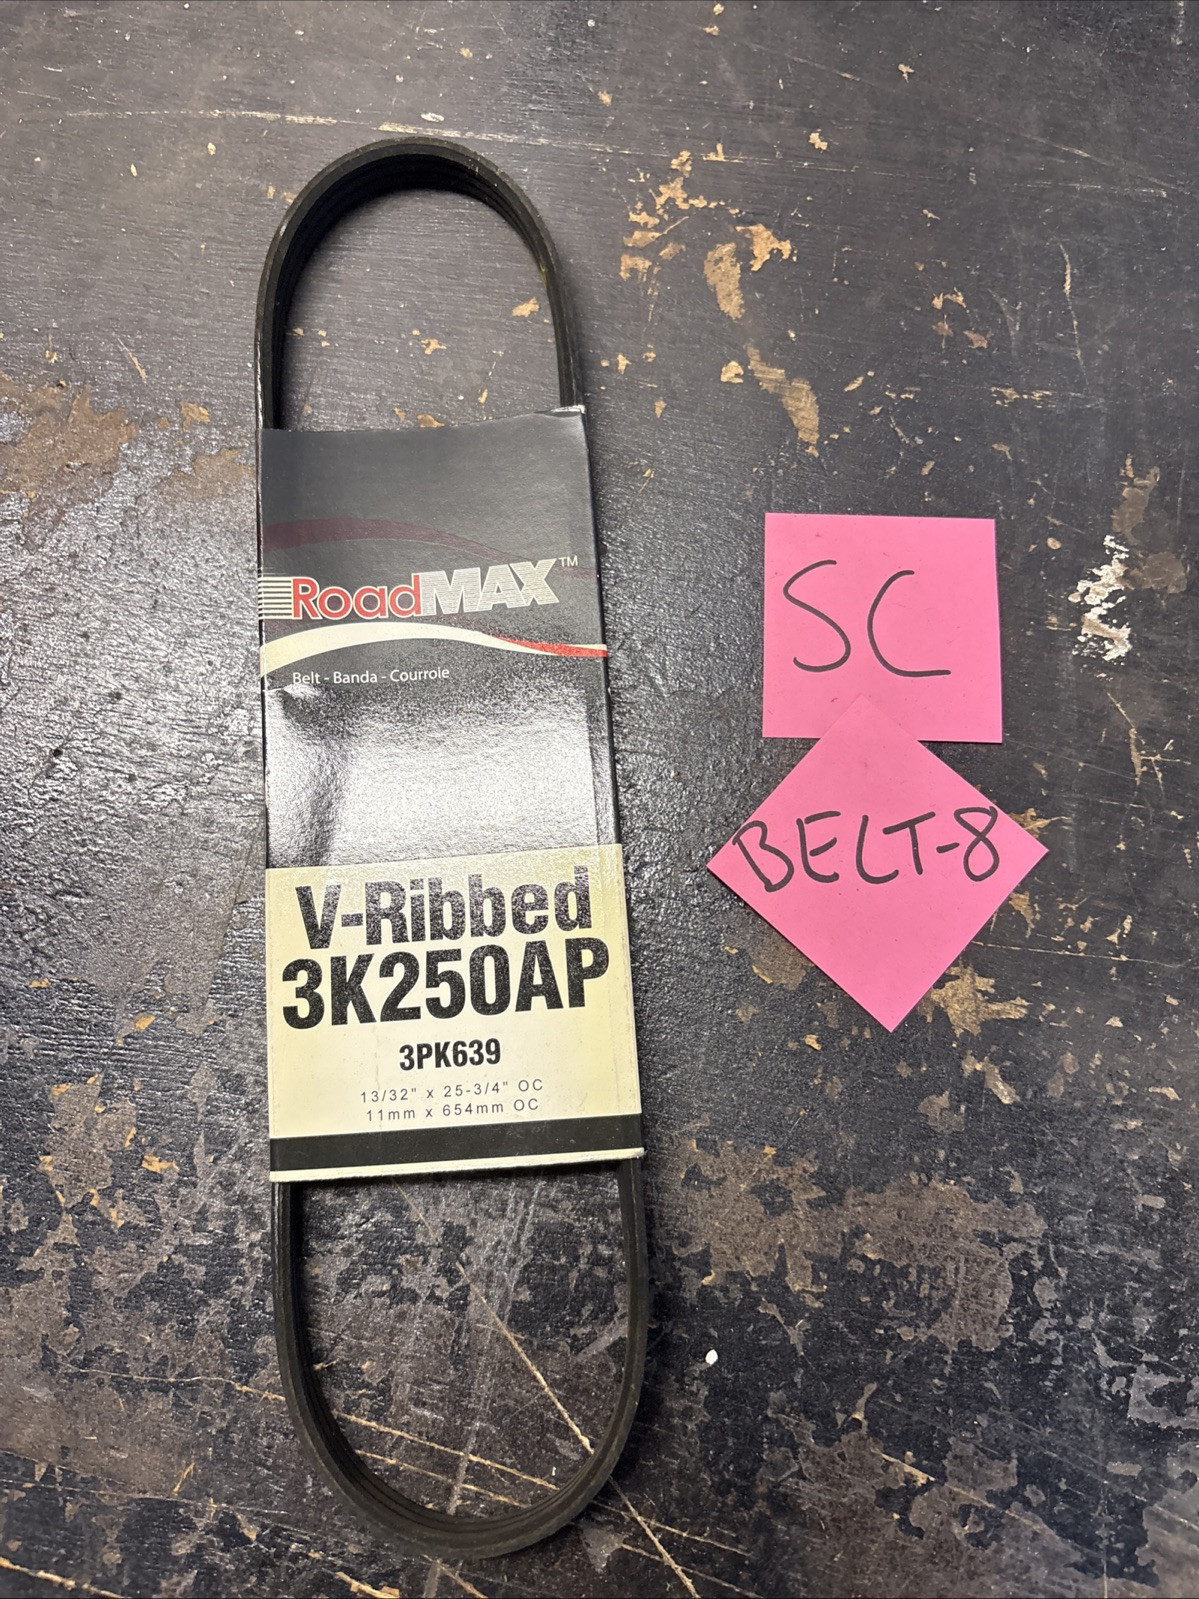 RoadMAX™
Belt - Banda - Courroie
V-Ribbed
3K250AP
3PK639
13/32" x 25-3/4" OC
11mm x 654mm OC
SC
BELT-8